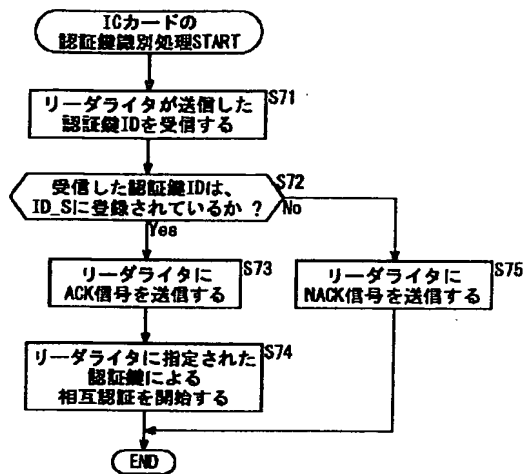 ICカードの
認証鍵識別処理START
S71
リーダライタが送信した
認証鍵IDを受信する
S72
受信した認証鍵IDは、
ID_Sに登録されているか ?
No
Yes
S73
リーダライタに
ACK信号を送信する
S75
リーダライタに
NACK信号を送信する
S74
リーダライタに指定された
認証鍵による
相互認証を開始する
END